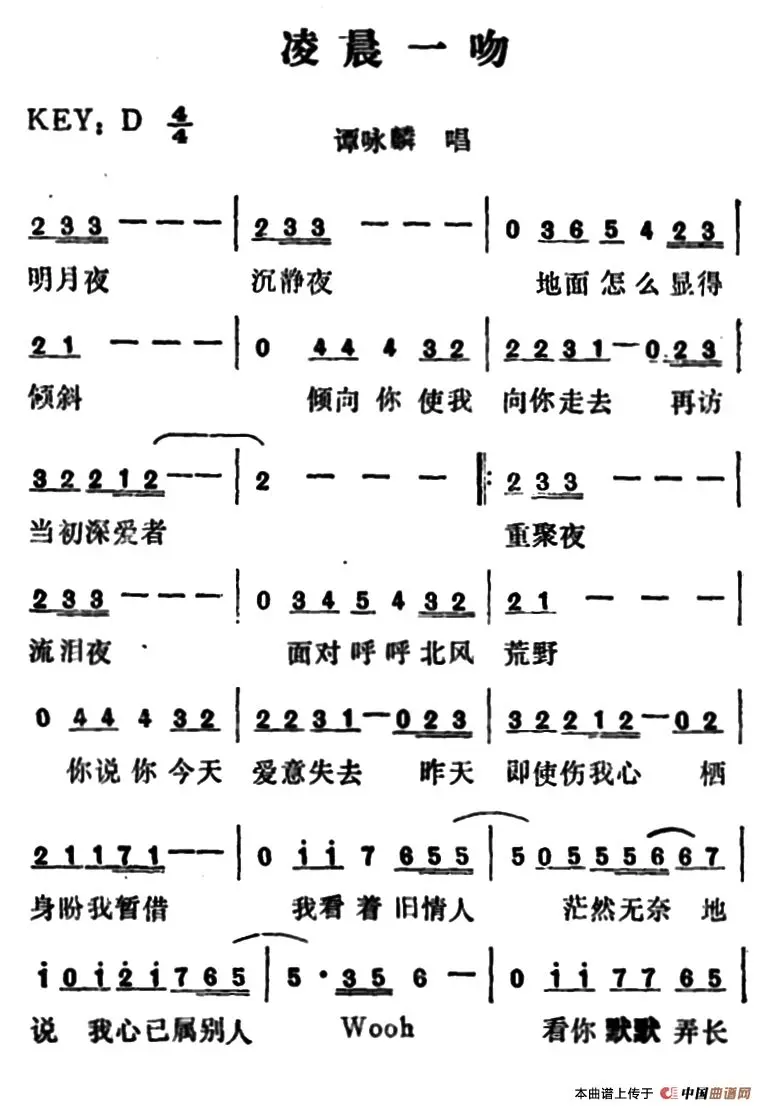 凌晨一吻
KEY: D 4/4
谭咏麟 唱
2 3 3 — — — | 2 3 3 — — — | 0 3 6 5 4 2 3 |
明月夜 沉静夜 地面怎么显得
2 1 — — — | 0 4 4 4 3 2 | 2 2 3 1 — 0 2 3 |
倾斜 倾向你使我 向你走去 再访
3 2 2 1 2 — — | 2 — — — ‖: 2 3 3 — — — |
当初深爱者 重聚夜
2 3 3 — — — | 0 3 4 5 4 3 2 | 2 1 — — — |
流泪夜 面对呼呼北风 荒野
0 4 4 4 3 2 | 2 2 3 1 — 0 2 3 | 3 2 2 1 2 — 0 2 |
你说你今天 爱意失去 昨天 即使伤我心 栖
2 1 1 7 1 — — | 0 i i 7 6 5 5 | 5 0 5 5 5 6 6 7 |
身盼我暂借 我看着旧情人 茫然无奈地
i 0 i 2 i 7 6 5 | 5 · 3 5 6 — | 0 i i 7 7 6 5 |
说 我心已属别人 Wooh 看你默默弄长
本曲谱上传于 中国曲谱网